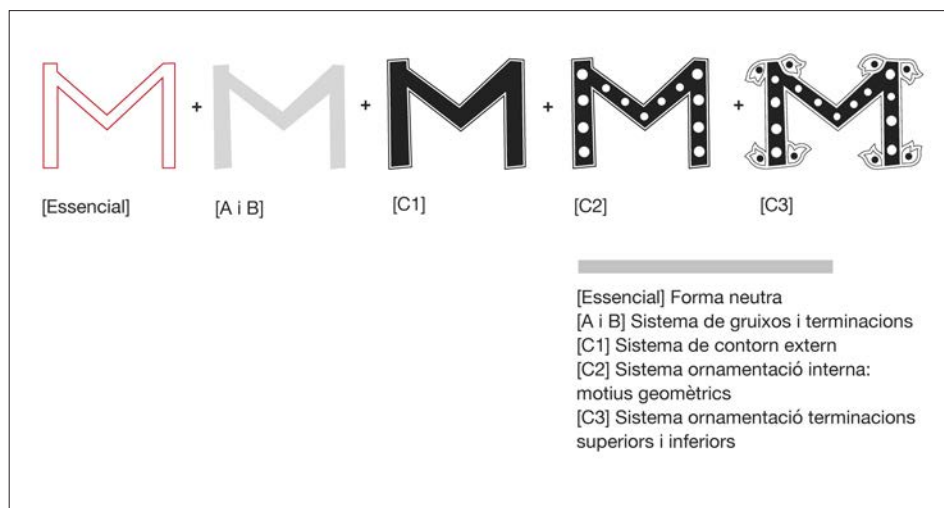 M + M + M + M + M
[Essencial] [A i B] [C1] [C2] [C3]
[Essencial] Forma neutra
[A i B] Sistema de gruixos i terminacions
[C1] Sistema de contorn extern
[C2] Sistema ornamentació interna:
motius geomètrics
[C3] Sistema ornamentació terminacions
superiors i inferiors